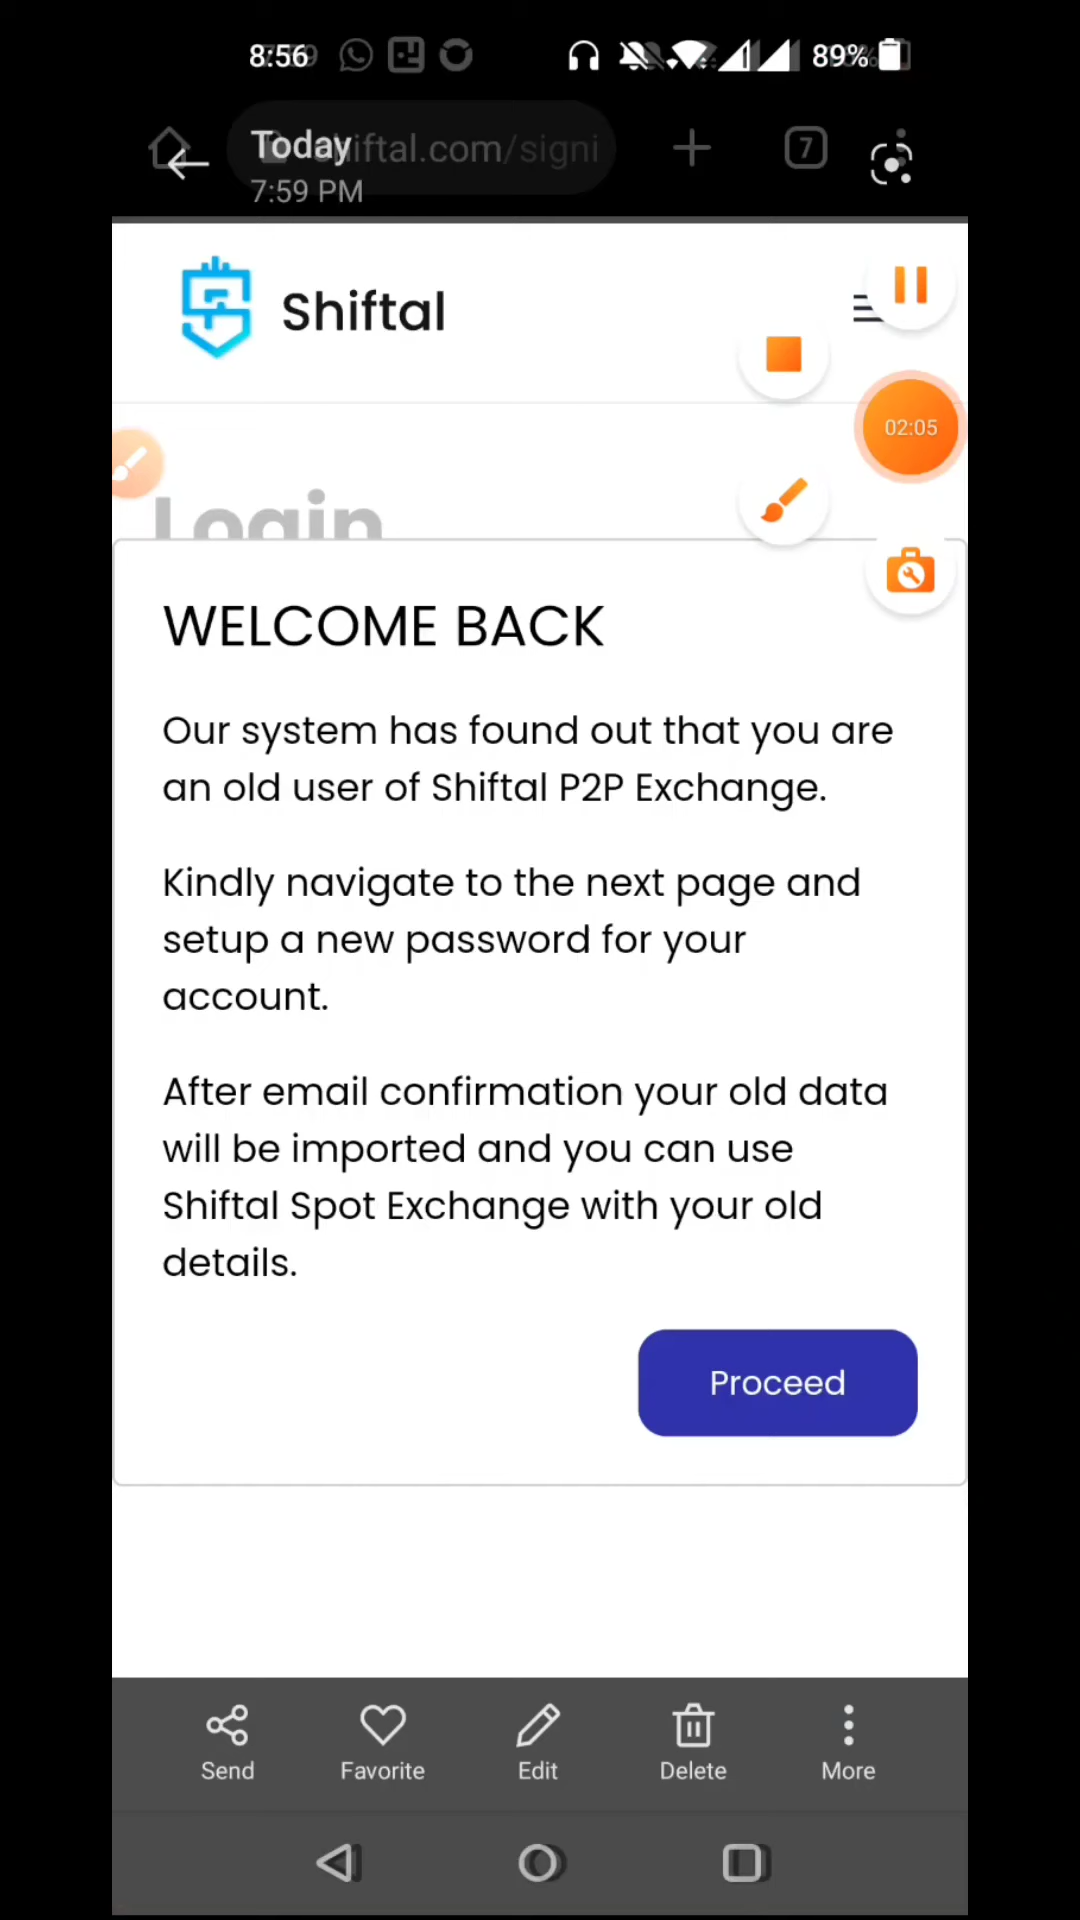 8:56
89%
Today
shiftal.com/signi
7
7:59 PM
Shiftal
02:05
Login
WELCOME BACK
Our system has found out that you are
an old user of Shiftal P2P Exchange.
Kindly navigate to the next page and
setup a new password for your
account.
After email confirmation your old data
will be imported and you can use
Shiftal Spot Exchange with your old
details.
Proceed
Send
Favorite
Edit
Delete
More